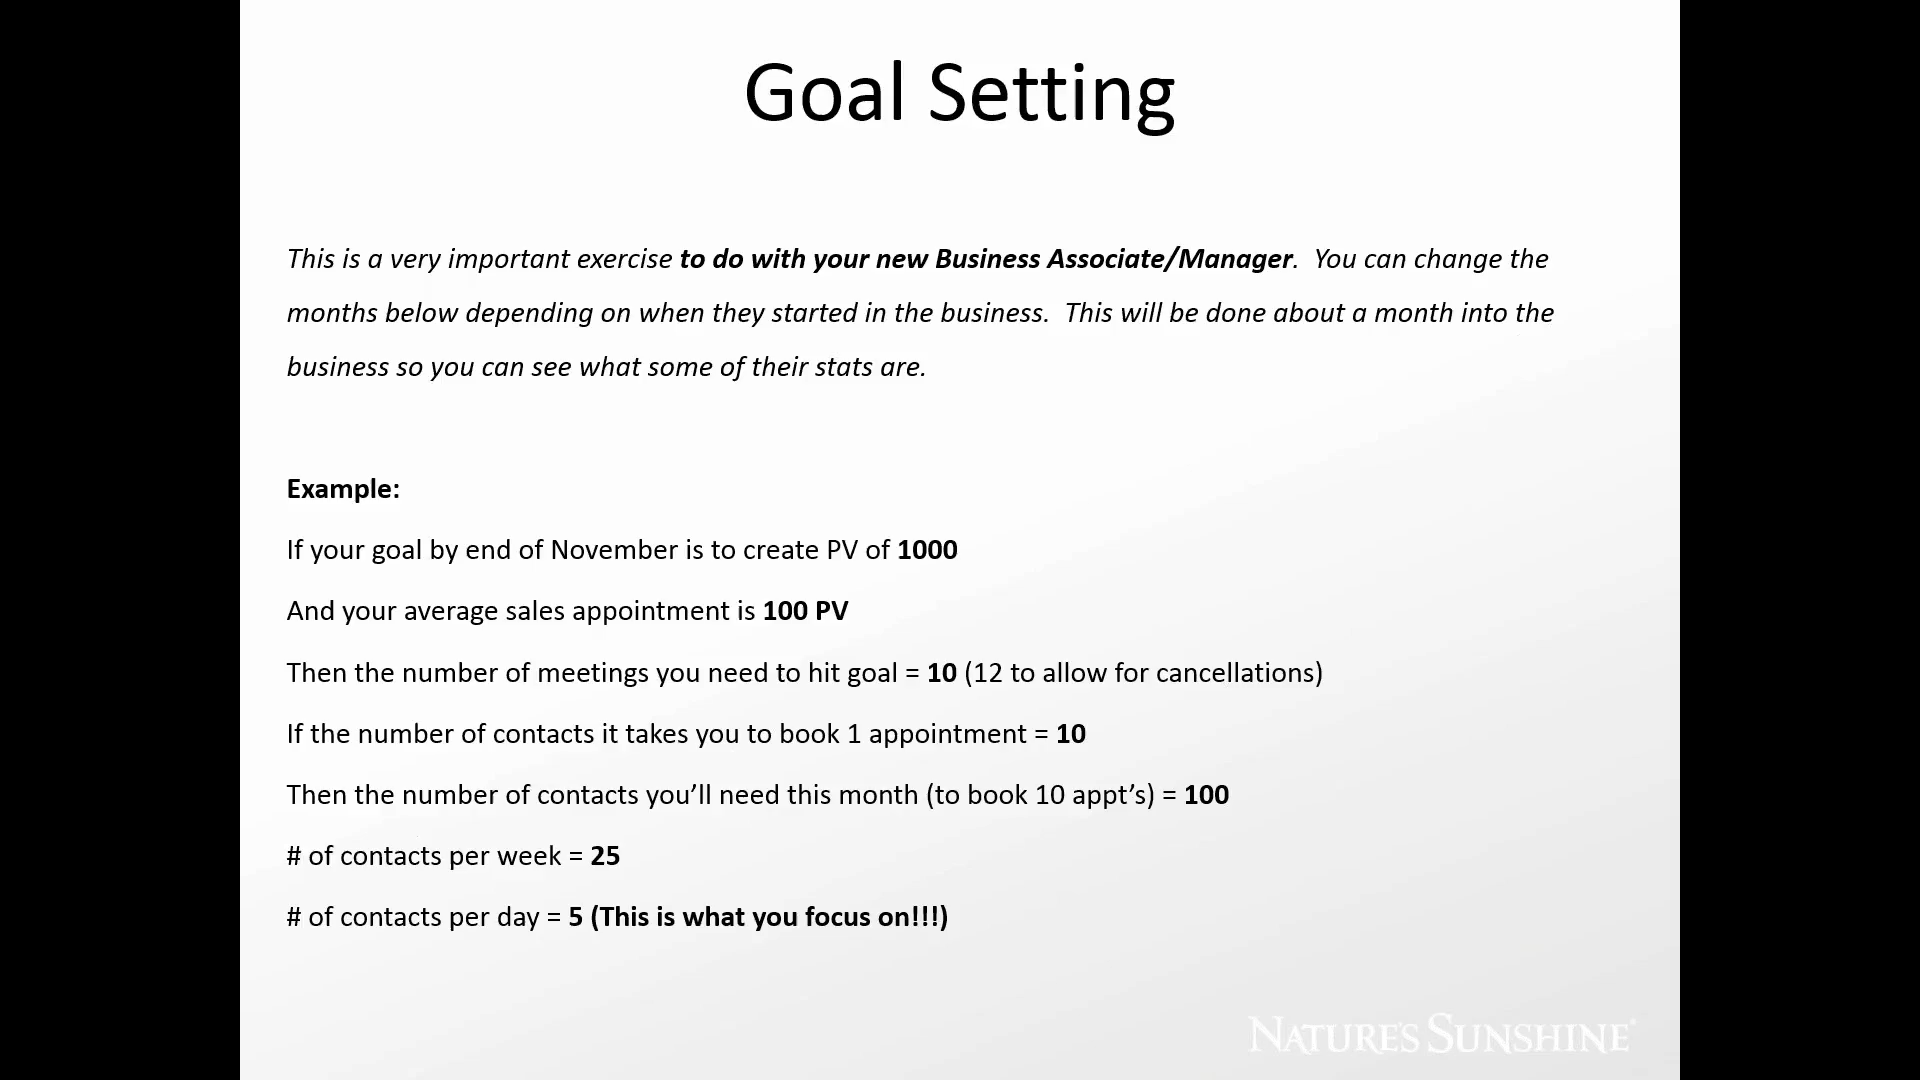 Goal Setting
This is a very important exercise to do with your new Business Associate/Manager.  You can change the
months below depending on when they started in the business.  This will be done about a month into the
business so you can see what some of their stats are.
Example:
If your goal by end of November is to create PV of 1000
And your average sales appointment is 100 PV
Then the number of meetings you need to hit goal = 10 (12 to allow for cancellations)
If the number of contacts it takes you to book 1 appointment = 10
Then the number of contacts you’ll need this month (to book 10 appt’s) = 100
# of contacts per week = 25
# of contacts per day = 5 (This is what you focus on!!!)
NATURE'S SUNSHINE®